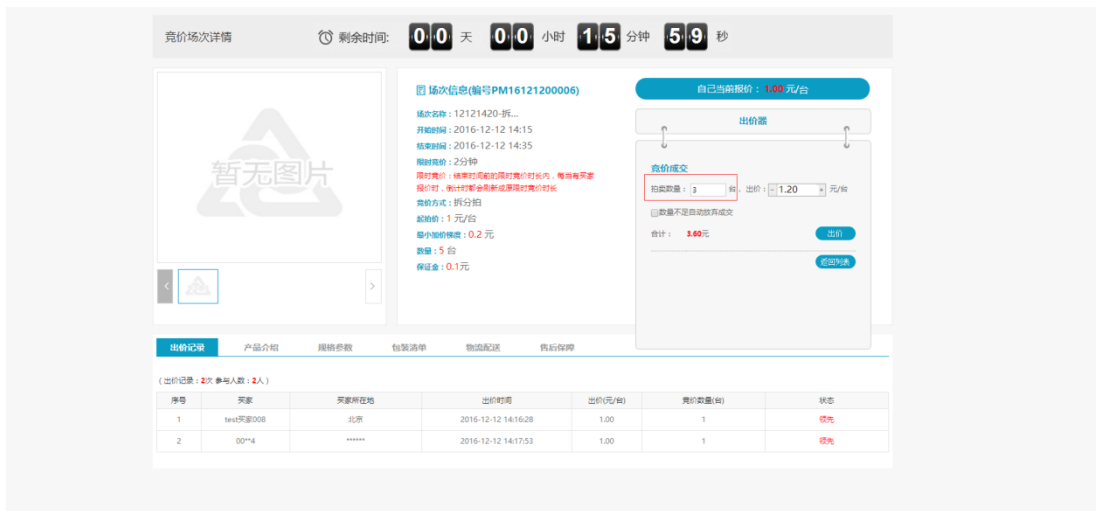 竞价场次详情 剩余时间: 00 天 00 小时 15 分钟 59 秒
暂无图片
场次信息(编号PM16121200006)
场次名称：12121420-拆...
开始时间：2016-12-12 14:15
结束时间：2016-12-12 14:35
限时竞价：2分钟
限时竞价：结束时间前的限时竞价时长内，每当有买家
报价时，倒计时都会刷新成原限时竞价时长
竞价方式：拆分拍
起拍价：1 元/台
最小加价梯度：0.2 元
数量：5 台
保证金：0.1元
自己当前报价：1.00 元/台
出价器
竞价成交
拍卖数量：3 台，出价：- 1.20 + 元/台
数量不足自动放弃成交
合计： 3.60元 出价
返回列表
出价记录 产品介绍 规格参数 包装清单 物流配送 售后保障
（出价记录：2次 参与人数：2人）
序号 买家 买家所在地 出价时间 出价(元/台) 竞价数量(台) 状态
1 test买家008 北京 2016-12-12 14:16:28 1.00 1 领先
2 00**4 ****** 2016-12-12 14:17:53 1.00 1 领先